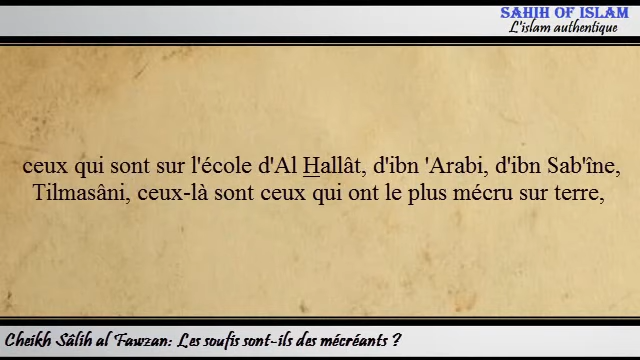 SAHIH OF ISLAM
L'islam authentique
ceux qui sont sur l'école d'Al Hallât, d'ibn 'Arabi, d'ibn Sab'îne,
Tilmasâni, ceux-là sont ceux qui ont le plus mécru sur terre,
Cheikh Sâlih al Fawzan: Les soufis sont-ils des mécréants ?